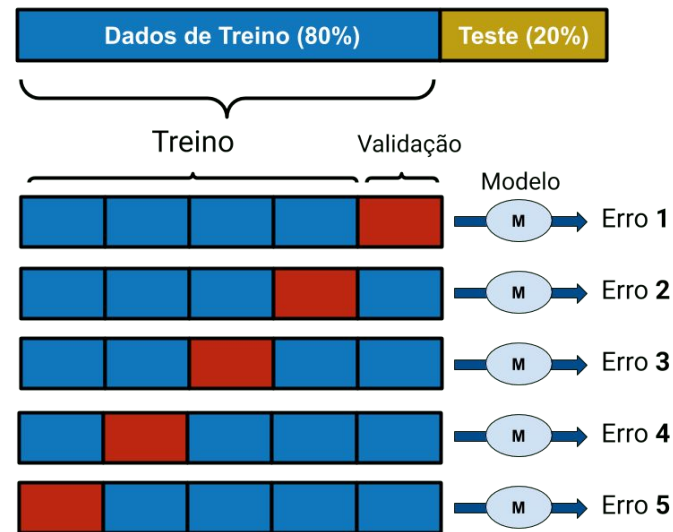 Dados de Treino (80%) Teste (20%)
Treino Validação
Modelo
M Erro 1
M Erro 2
M Erro 3
M Erro 4
M Erro 5